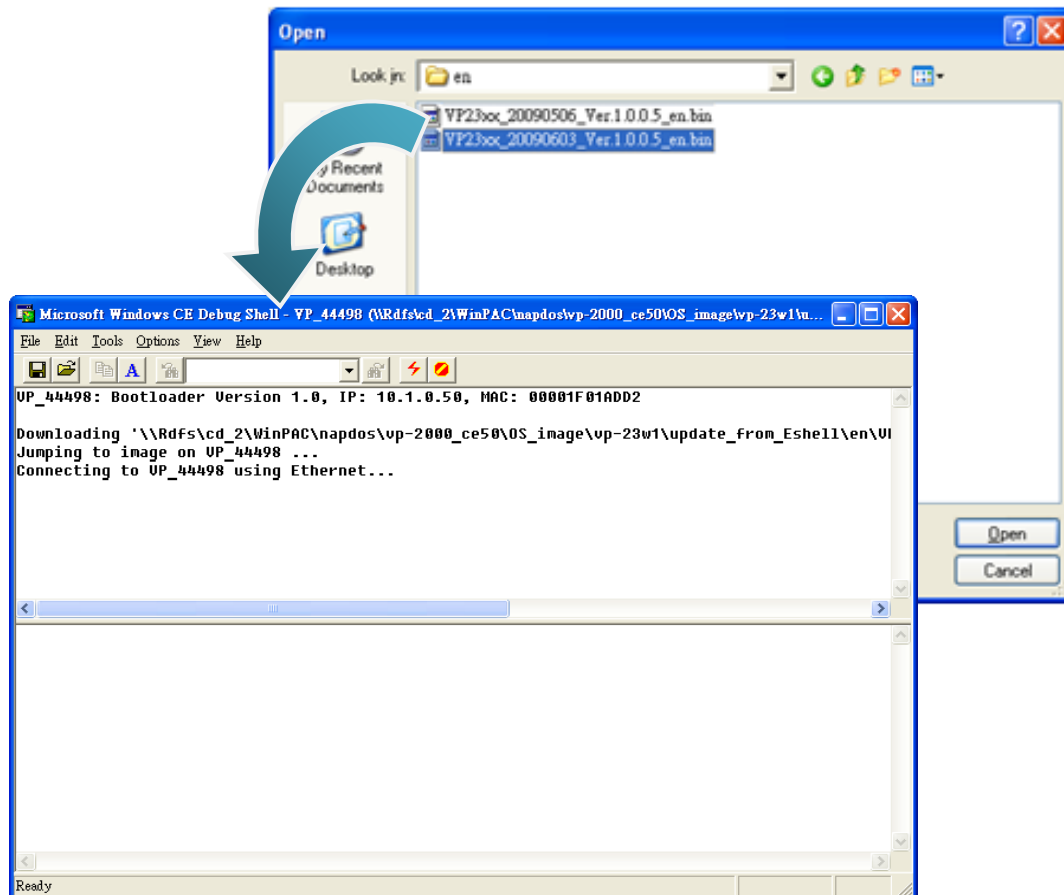 Open
Look in: en
VP23xx_20090506_Ver.1.0.0.5_en.bin
VP23xx_20090603_Ver.1.0.0.5_en.bin
Recent
Documents
Desktop
Open
Cancel
Microsoft Windows CE Debug Shell - VP_44498 (\\Rdfs\cd_2\WinPAC\napdos\vp-2000_ce50\OS_image\vp-23w1\u...
File Edit Tools Options View Help
A
VP_44498: Bootloader Version 1.0, IP: 10.1.0.50, MAC: 00001F01ADD2
Downloading '\\Rdfs\cd_2\WinPAC\napdos\vp-2000_ce50\OS_image\vp-23w1\update_from_Eshell\en\
Jumping to image on VP_44498 ...
Connecting to VP_44498 using Ethernet...
Ready